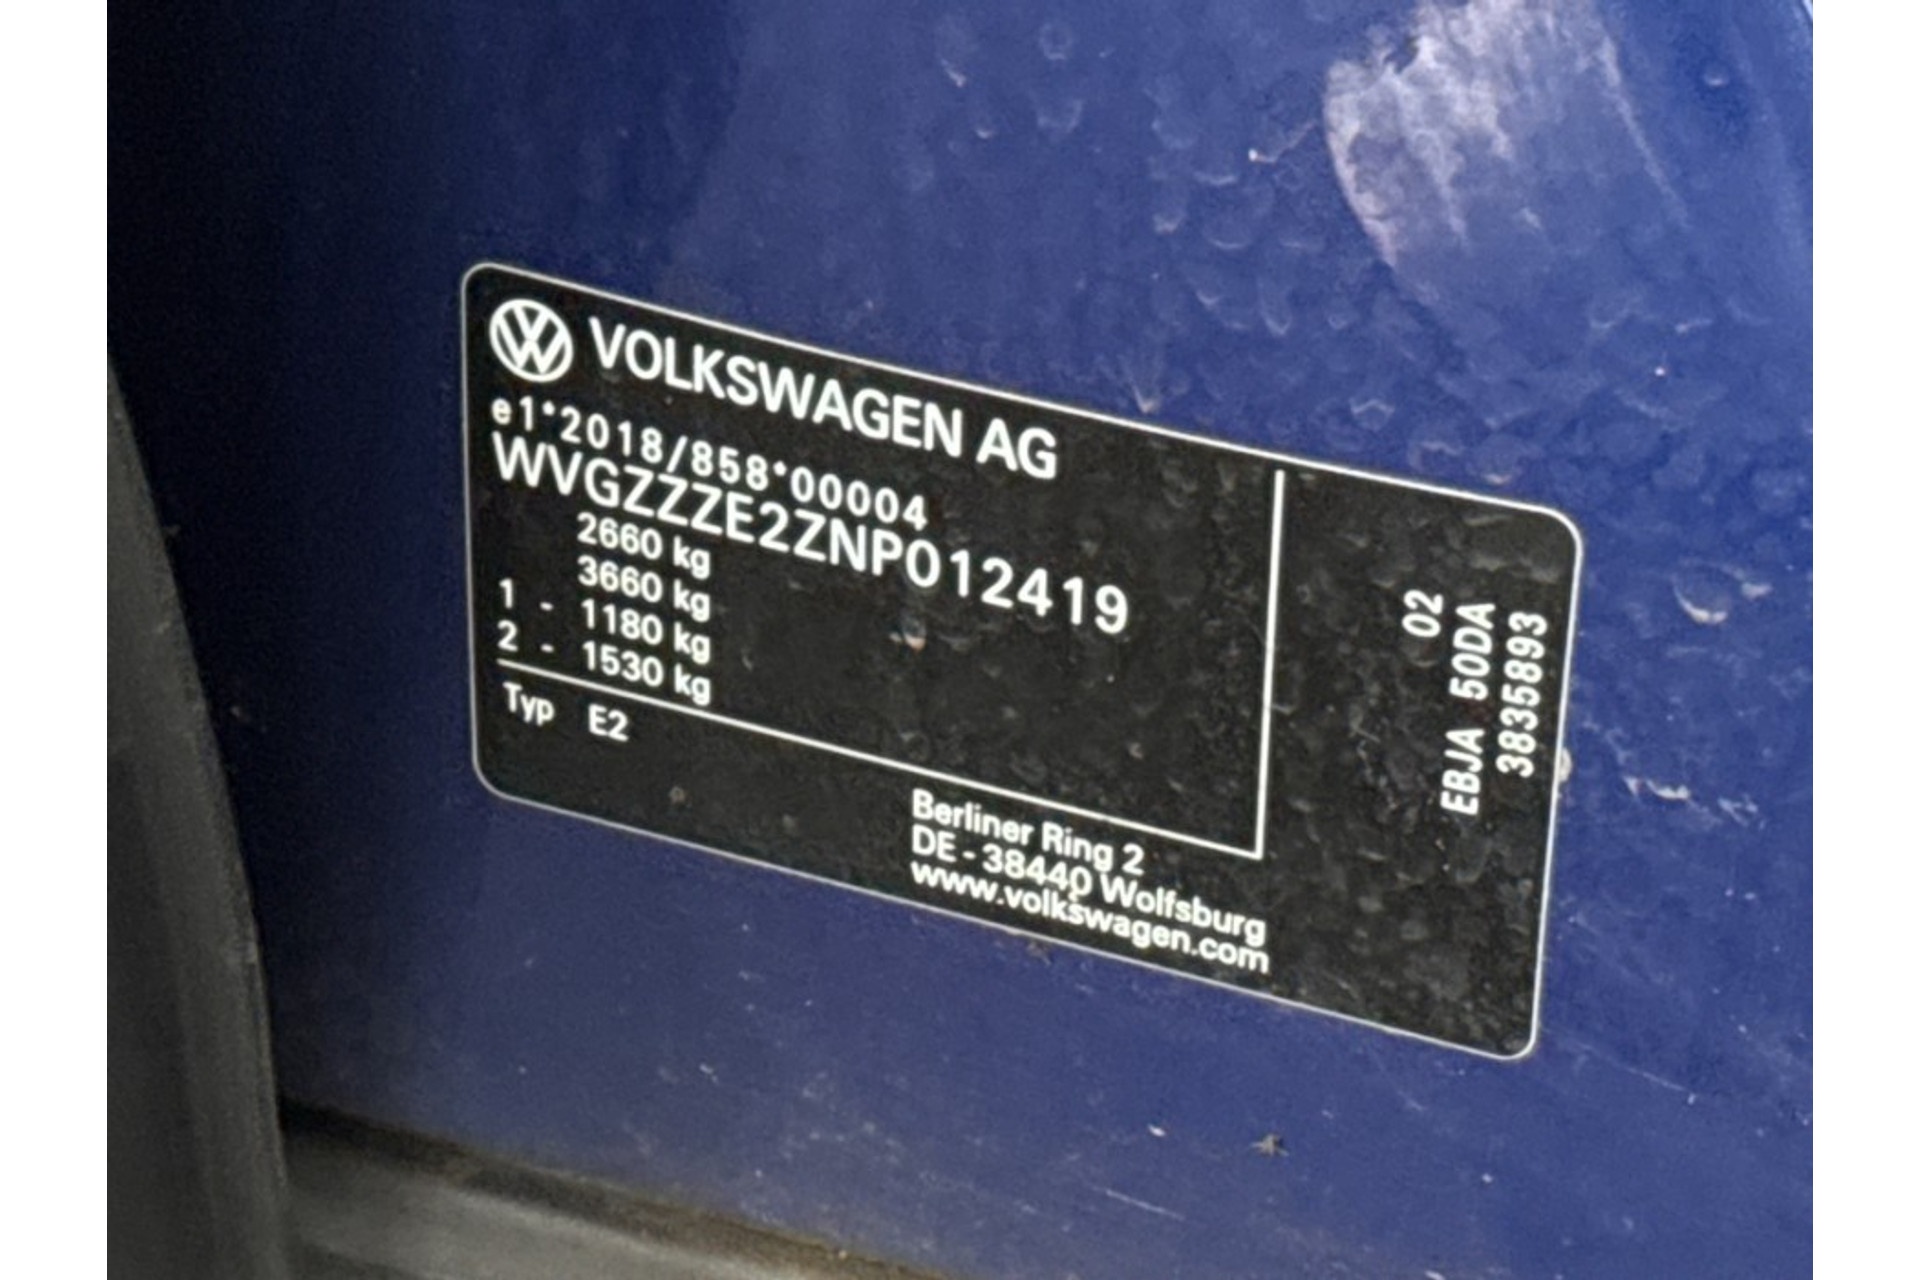 VOLKSWAGEN AG
e1*2018/858*00004
WVGZZZE2ZNP012419
2660 kg
3660 kg
1 - 1180 kg
2 - 1530 kg
Typ E2
Berliner Ring 2
DE - 38440 Wolfsburg
www.volkswagen.com
02
EBJA 50DA
3835893